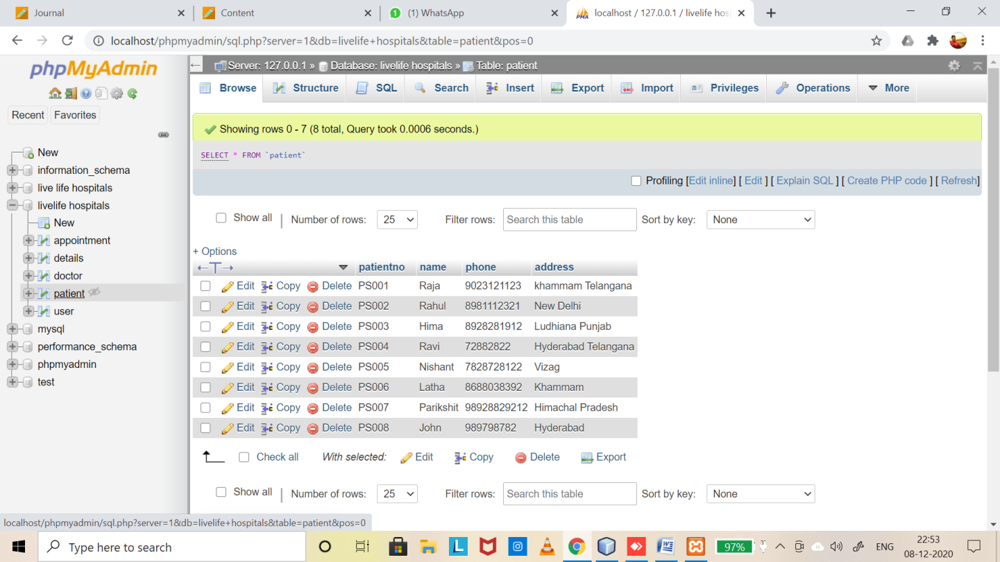 Journal
Content
(1) WhatsApp
localhost / 127.0.0.1 / livelife hos
localhost/phpmyadmin/sql.php?server=1&db=livelife+hospitals&table=patient&pos=0
phpMyAdmin
Recent Favorites
New
information_schema
live life hospitals
livelife hospitals
New
appointment
details
doctor
patient
user
mysql
performance_schema
phpmyadmin
test
Server: 127.0.0.1 » Database: livelife hospitals » Table: patient
Browse Structure SQL Search Insert Export Import Privileges Operations More
Showing rows 0 - 7 (8 total, Query took 0.0006 seconds.)
SELECT * FROM `patient`
Profiling [Edit inline] [ Edit ] [ Explain SQL ] [ Create PHP code ] [ Refresh]
Show all | Number of rows: 25 Filter rows: Search this table Sort by key: None
+ Options
←T→ patientno name phone address
Edit Copy Delete PS001 Raja 9023121123 khammam Telangana
Edit Copy Delete PS002 Rahul 8981112321 New Delhi
Edit Copy Delete PS003 Hima 8928281912 Ludhiana Punjab
Edit Copy Delete PS004 Ravi 72882822 Hyderabad Telangana
Edit Copy Delete PS005 Nishant 7828728122 Vizag
Edit Copy Delete PS006 Latha 8688038392 Khammam
Edit Copy Delete PS007 Parikshit 98928829212 Himachal Pradesh
Edit Copy Delete PS008 John 989798782 Hyderabad
Check all With selected: Edit Copy Delete Export
Show all | Number of rows: 25 Filter rows: Search this table Sort by key: None
localhost/phpmyadmin/sql.php?server=1&db=livelife+hospitals&table=patient&pos=0
Type here to search
97%
ENG
22:53
08-12-2020